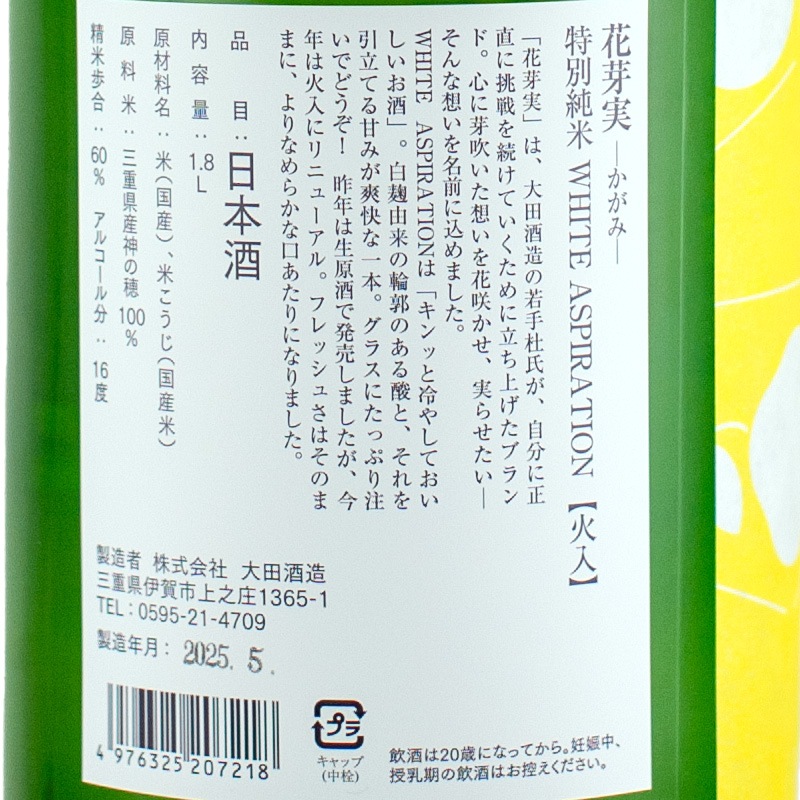 花芽実―かがみ―
特別純米 WHITE ASPIRATION【火入】
「花芽実」は、大田酒造の若手杜氏が、自分に正
直に挑戦を続けていくために立ち上げたブラン
ド。心に芽吹いた想いを花咲かせ、実らせたい―
そんな想いを名前に込めました。
WHITE ASPIRATIONは「キンッと冷やしておい
しいお酒」。白麹由来の輪郭のある酸と、それを
引立てる甘みが爽快な一本。グラスにたっぷり注
いでどうぞ! 昨年は生原酒で発売しましたが、今
年は火入にリニューアル。フレッシュさはそのま
まに、よりなめらかな口あたりになりました。
品目:日本酒
内容量:1.8L
原材料名:米(国産)、米こうじ(国産米)
原料米:三重県産神の穂100%
精米歩合:60% アルコール分:16度
製造者 株式会社 大田酒造
三重県伊賀市上之庄1365-1
TEL:0595-21-4709
製造年月: 2025. 5.
4 976325 207218
プラ
キャップ
(中栓)
飲酒は20歳になってから。妊娠中、
授乳期の飲酒はお控えください。